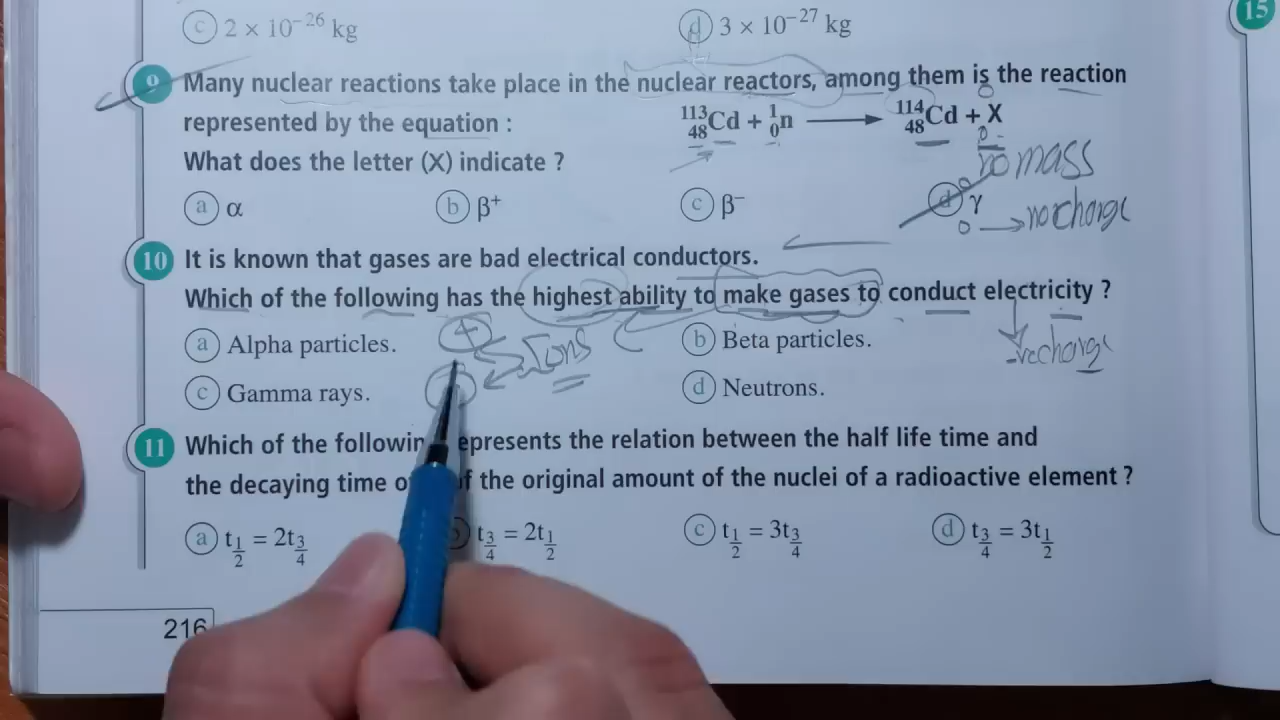 c 2 × 10⁻²⁶ kg
d 3 × 10⁻²⁷ kg
15
9 Many nuclear reactions take place in the nuclear reactors, among them is the reaction
represented by the equation : ¹¹³₄₈Cd + ¹₀n ⟶ ¹¹⁴₄₈Cd + X
0
0
What does the letter (X) indicate ?
no mass
a α
b β⁺
c β⁻
d ⁰₀γ → no charge
10 It is known that gases are bad electrical conductors.
Which of the following has the highest ability to make gases to conduct electricity ?
a Alpha particles.
+
Ions
b Beta particles.
c Gamma rays.
d Neutrons.
11 Which of the the relation between the half life time and
the decaying time the original amount of the nuclei of a radioactive element ?
a t½ = 2t¾
t¾ = 2t½
c t½ = 3t¾
d t¾ = 3t½
216